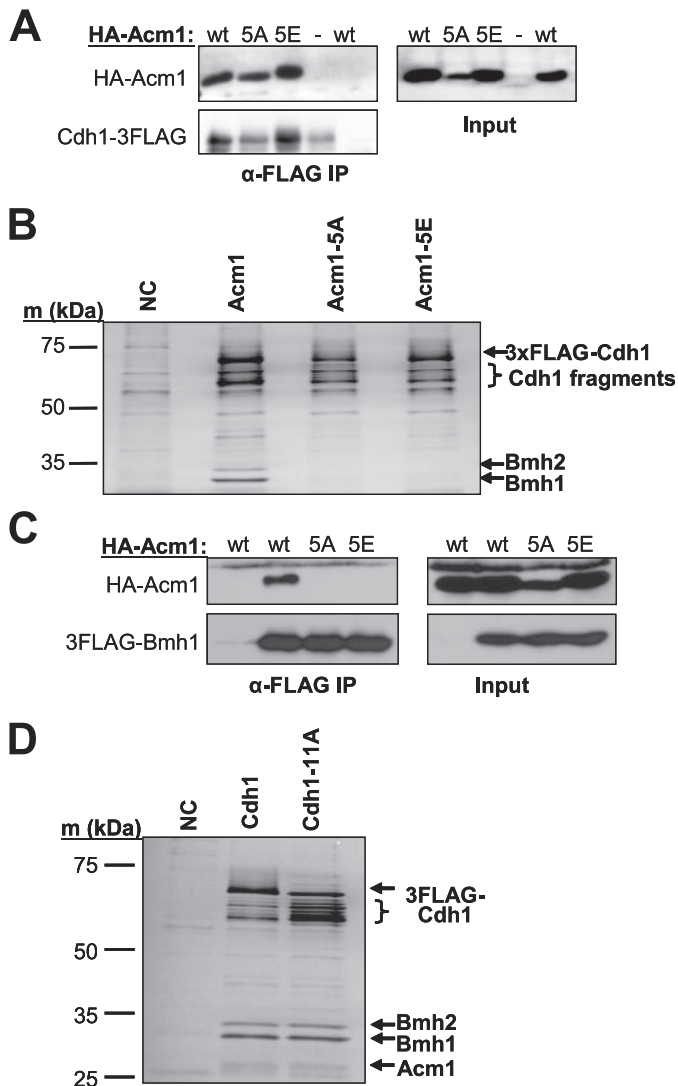 A
HA-Acm1: wt 5A 5E - wt
wt 5A 5E - wt
HA-Acm1
Cdh1-3FLAG
Input
α-FLAG IP
B
NC
Acm1
Acm1-5A
Acm1-5E
m (kDa)
75
50
35
3xFLAG-Cdh1
Cdh1 fragments
Bmh2
Bmh1
C
HA-Acm1: wt wt 5A 5E
wt wt 5A 5E
HA-Acm1
3FLAG-Bmh1
α-FLAG IP
Input
D
NC
Cdh1
Cdh1-11A
m (kDa)
75
50
35
25
3FLAG-
Cdh1
Bmh2
Bmh1
Acm1